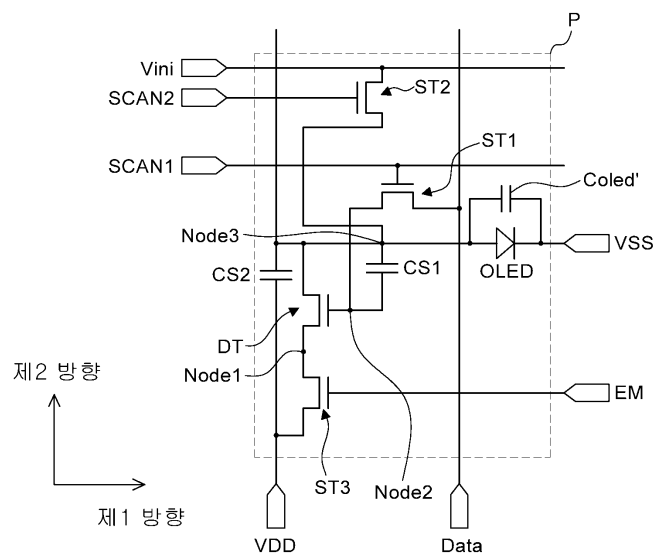 P
Vini
ST2
SCAN2
ST1
SCAN1
Coled'
Node3
VSS
CS2
CS1
OLED
DT
Node1
제2 방향
EM
ST3
Node2
제1 방향
VDD
Data